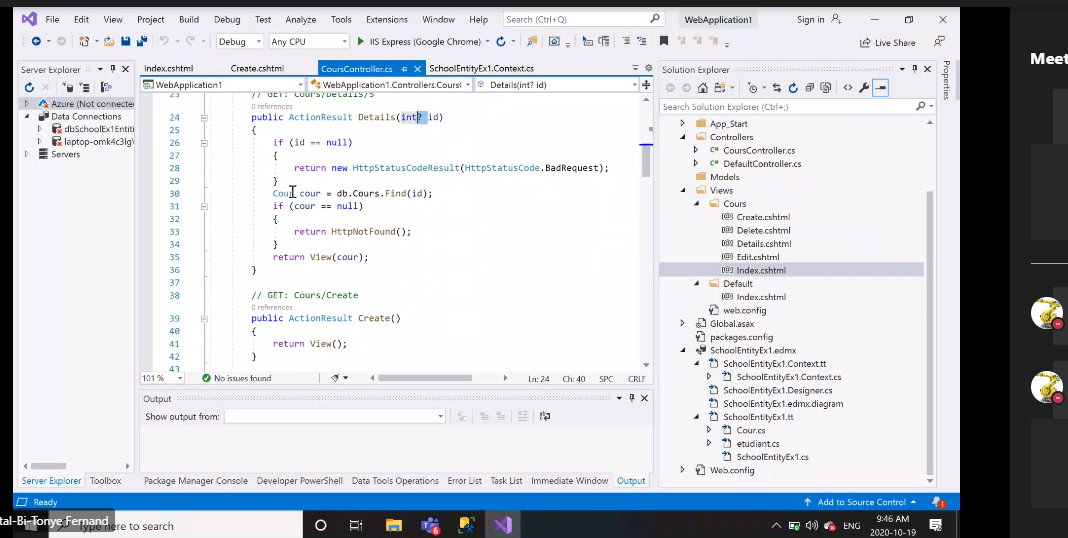 File Edit View Project Build Debug Test Analyze Tools Extensions Window Help Search (Ctrl+Q) WebApplication1 Sign in
Debug Any CPU IIS Express (Google Chrome) Live Share
Server Explorer
Azure (Not connected
Data Connections
dbSchoolEx1Entiti
laptop-omk4c3lg\
Servers
WebApplication1 Create.cshtml CoursController.cs SchoolEntityEx1.Context.cs
WebApplication1 WebApplication1.Controllers.Cours Details(int? id)
23 // GET: Cours/Details/5
0 references
24 public ActionResult Details(int? id)
25 {
26 if (id == null)
27 {
28 return new HttpStatusCodeResult(HttpStatusCode.BadRequest);
29 }
30 Cour cour = db.Cours.Find(id);
31 if (cour == null)
32 {
33 return HttpNotFound();
34 }
35 return View(cour);
36 }
37
38 // GET: Cours/Create
0 references
39 public ActionResult Create()
40 {
41 return View();
42 }
43
101 % No issues found Ln: 24 Ch: 40 SPC CRLF
Output
Show output from:
Server Explorer Toolbox Package Manager Console Developer PowerShell Data Tools Operations Error List Task List Immediate Window Output
Solution Explorer
Search Solution Explorer (Ctrl+;)
App_Start
Controllers
CoursController.cs
DefaultController.cs
Models
Views
Cours
Create.cshtml
Delete.cshtml
Details.cshtml
Edit.cshtml
Index.cshtml
Default
Index.cshtml
web.config
Global.asax
packages.config
SchoolEntityEx1.edmx
SchoolEntityEx1.Context.tt
SchoolEntityEx1.Context.cs
SchoolEntityEx1.Designer.cs
SchoolEntityEx1.edmx.diagram
SchoolEntityEx1.tt
Cour.cs
etudiant.cs
SchoolEntityEx1.cs
Web.config
Properties
Meet
Ready Add to Source Control 1
tal-Bi-Tonye Fernand
ype here to search
6
ENG
9:46 AM
2020-10-19